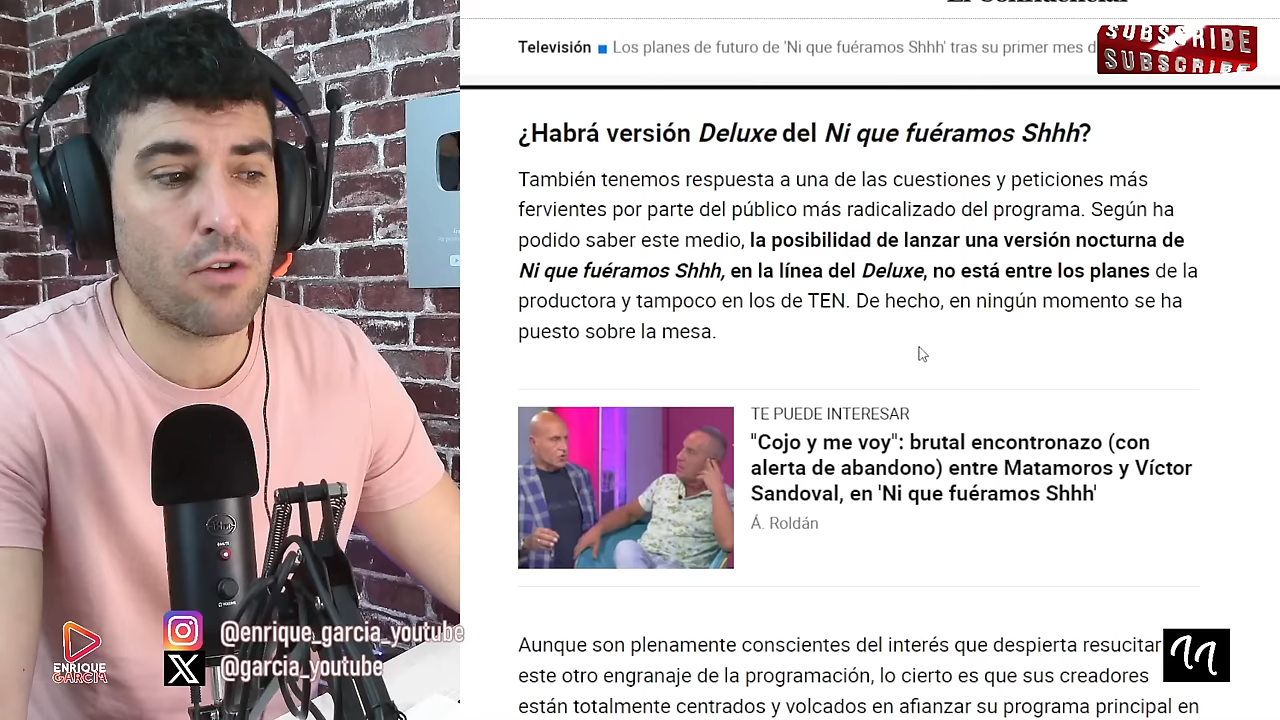 Televisión ■ Los planes de futuro de 'Ni que fuéramos Shhh' tras su primer mes d
SUBSCRIBE
SUBSCRIBE
¿Habrá versión Deluxe del Ni que fuéramos Shhh?
También tenemos respuesta a una de las cuestiones y peticiones más
fervientes por parte del público más radicalizado del programa. Según ha
podido saber este medio, la posibilidad de lanzar una versión nocturna de
Ni que fuéramos Shhh, en la línea del Deluxe, no está entre los planes de la
productora y tampoco en los de TEN. De hecho, en ningún momento se ha
puesto sobre la mesa.
TE PUEDE INTERESAR
"Cojo y me voy": brutal encontronazo (con
alerta de abandono) entre Matamoros y Víctor
Sandoval, en 'Ni que fuéramos Shhh'
Á. Roldán
Aunque son plenamente conscientes del interés que despierta resucitar
este otro engranaje de la programación, lo cierto es que sus creadores
están totalmente centrados y volcados en afianzar su programa principal en
ENRIQUE
GARCIA
@enrique_garcia_youtube
@garcia_youtube